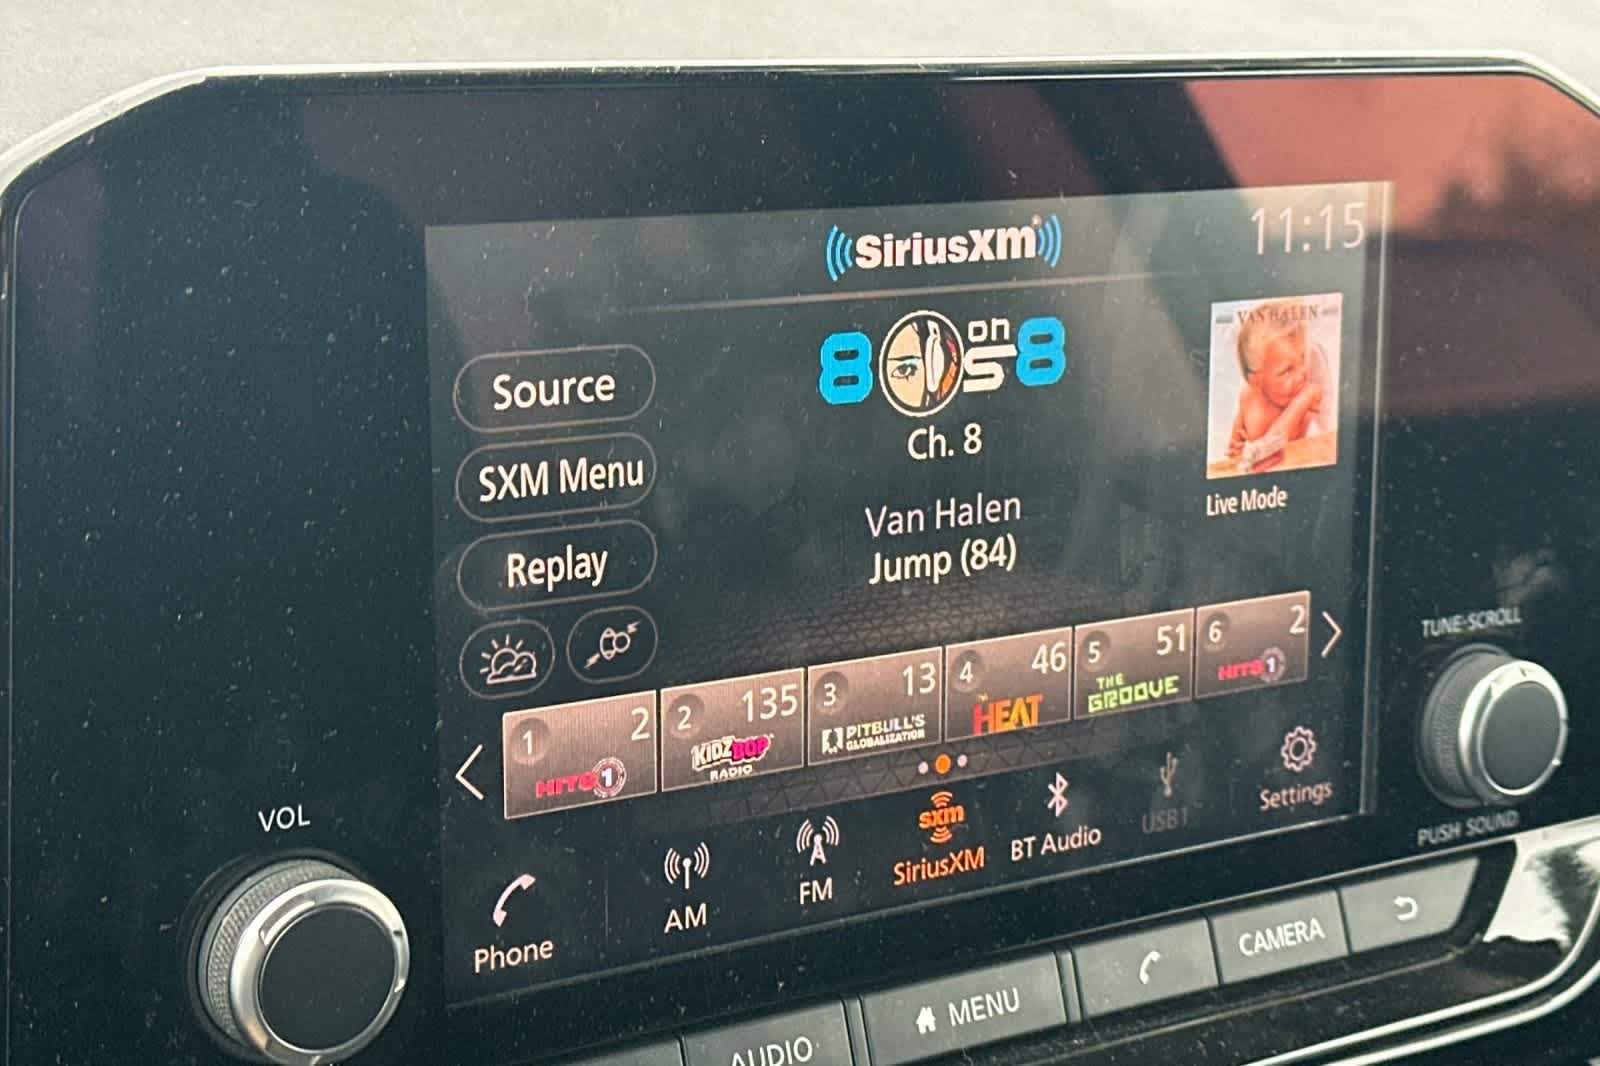 SiriusXm
11:15
80s on 8
VAN HALEN
Source
Ch. 8
SXM Menu
Live Mode
Van Halen
Jump (84)
Replay
1 2
HITS 1
2 135
KIDZ BOP
RADIO
3 13
PITBULL'S
GLOBALIZATION
4 46
THE
HEAT
5 51
THE
GROOVE
6 2
HITS 1
TUNE-SCROLL
PUSH SOUND
VOL
Phone
AM
FM
sxm
SiriusXM
BT Audio
USB1
Settings
AUDIO
MENU
CAMERA